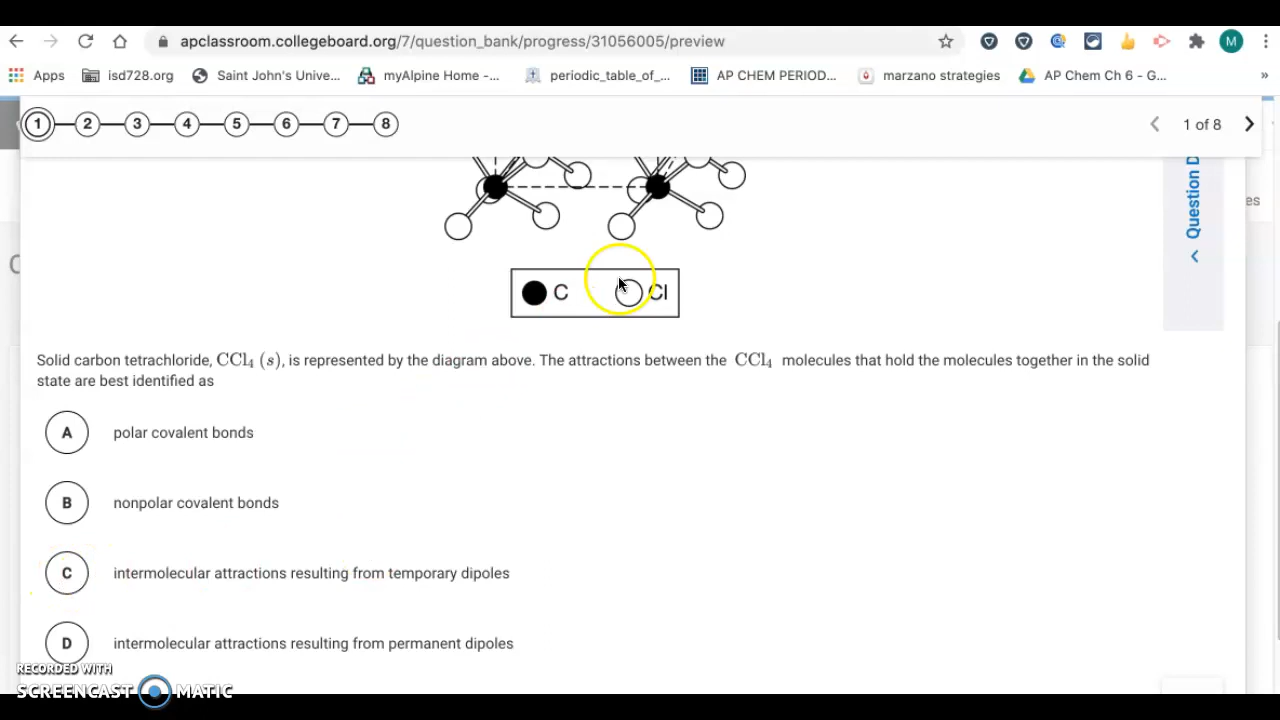 apclassroom.collegeboard.org/7/question_bank/progress/31056005/preview
M
Apps isd728.org Saint John's Unive... myAlpine Home -... periodic_table_of_... AP CHEM PERIOD... marzano strategies AP Chem Ch 6 - G... »
1 2 3 4 5 6 7 8 1 of 8
Question D
es
C Cl
Solid carbon tetrachloride, CCl₄ (s), is represented by the diagram above. The attractions between the CCl₄ molecules that hold the molecules together in the solid
state are best identified as
A polar covalent bonds
B nonpolar covalent bonds
C intermolecular attractions resulting from temporary dipoles
D intermolecular attractions resulting from permanent dipoles
RECORDED WITH
SCREENCAST MATIC